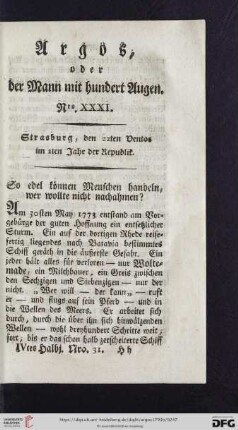 Argos,
oder
der Mann mit hundert Augen.
Nro. XXXI.
Strasburg, den 22ten Ventos
im 2ten Jahr der Republik.
So edel können Menschen handeln,
wer wollte nicht nachahmen?
Am 30sten May 1773 entstand am Vor-
gebürge der guten Hoffnung ein entsetzlicher
Sturm. Ein auf der dortigen Rhede reise-
fertig liegendes nach Batavia bestimmtes
Schiff geräth in die äußerste Gefahr. Ein
jeder hält alles für verloren — nur Wolte-
made, ein Milchbauer, ein Greis zwischen
den Sechzigen und Siebenzigen — nur der
nicht. „Wer will — der kann„ — ruft
er — und steigt auf sein Pferd — und in
die Wellen des Meers. Er arbeitet sich
durch, durch die über ihn sich hinwälzenden
Wellen — wohl dreyhundert Schritte weit,
fort, bis er das schon halb zerscheiterte Schiff
IVtes Halbj. Nro. 31. H h
UNIVERSITÄTS-
BIBLIOTHEK
HEIDELBERG
DFG